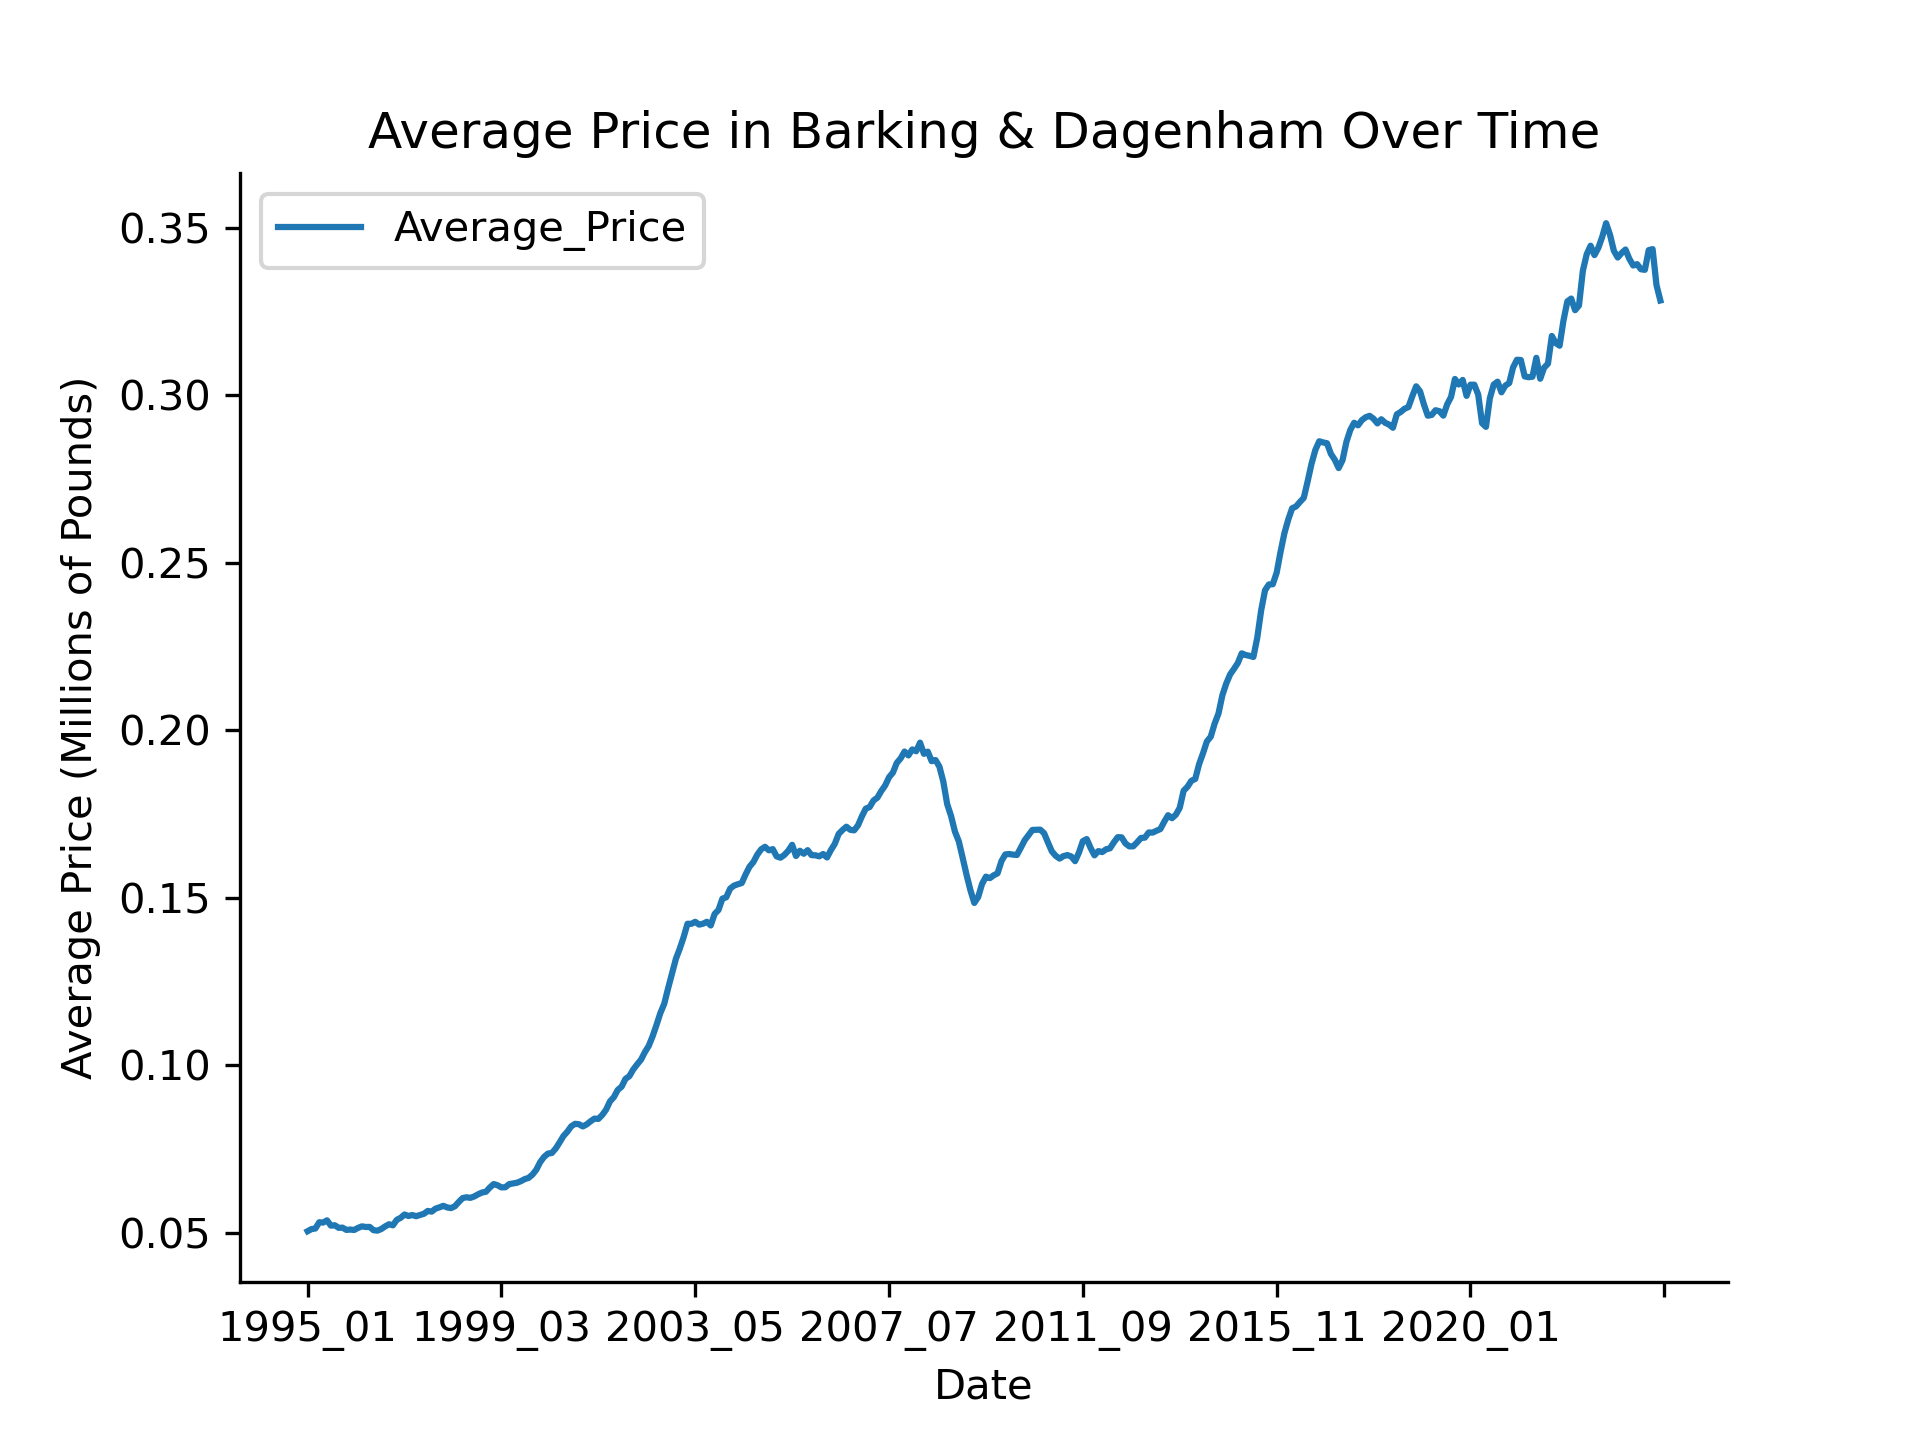 Average Price in Barking & Dagenham Over Time
Average_Price
0.35
0.30
0.25
0.20
0.15
0.10
0.05
Average Price (Millions of Pounds)
1995_01 1999_03 2003_05 2007_07 2011_09 2015_11 2020_01
Date